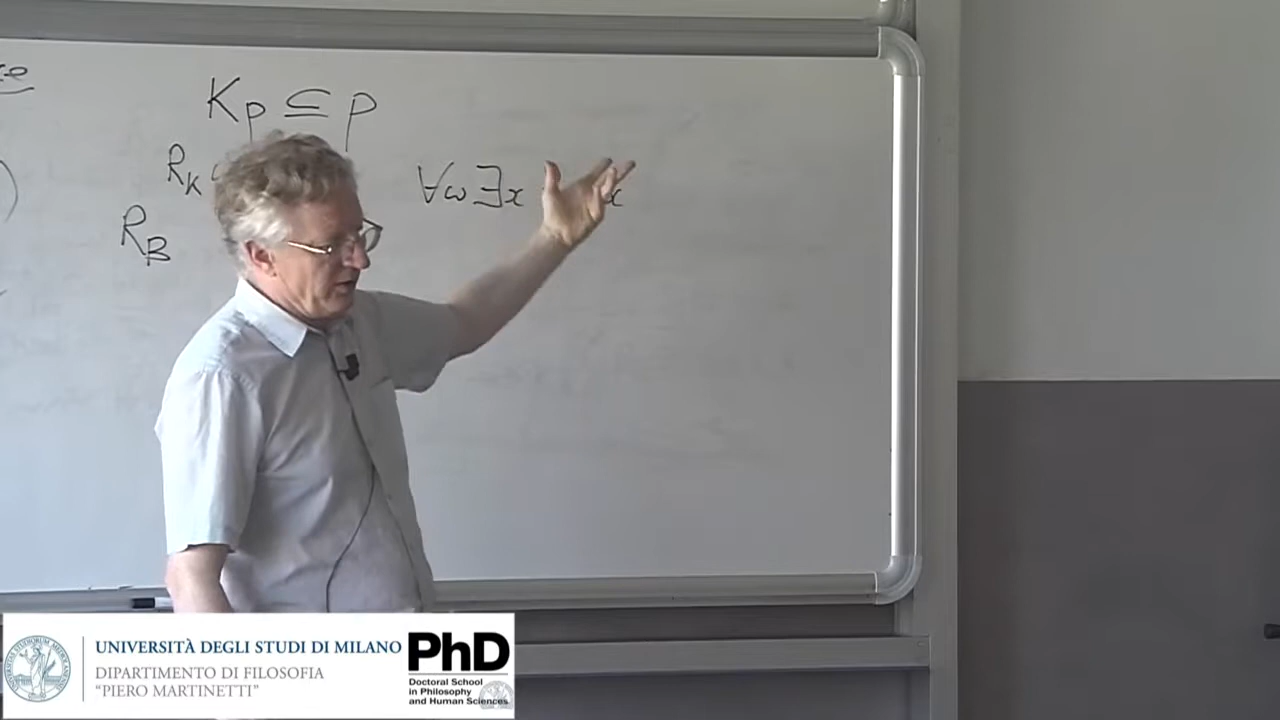 Kp ⊆ p
R_K
∀ω∃x x
R_B
UNIVERSITÀ DEGLI STUDI DI MILANO
DIPARTIMENTO DI FILOSOFIA
"PIERO MARTINETTI"
PhD
Doctoral School
in Philosophy
and Human Sciences